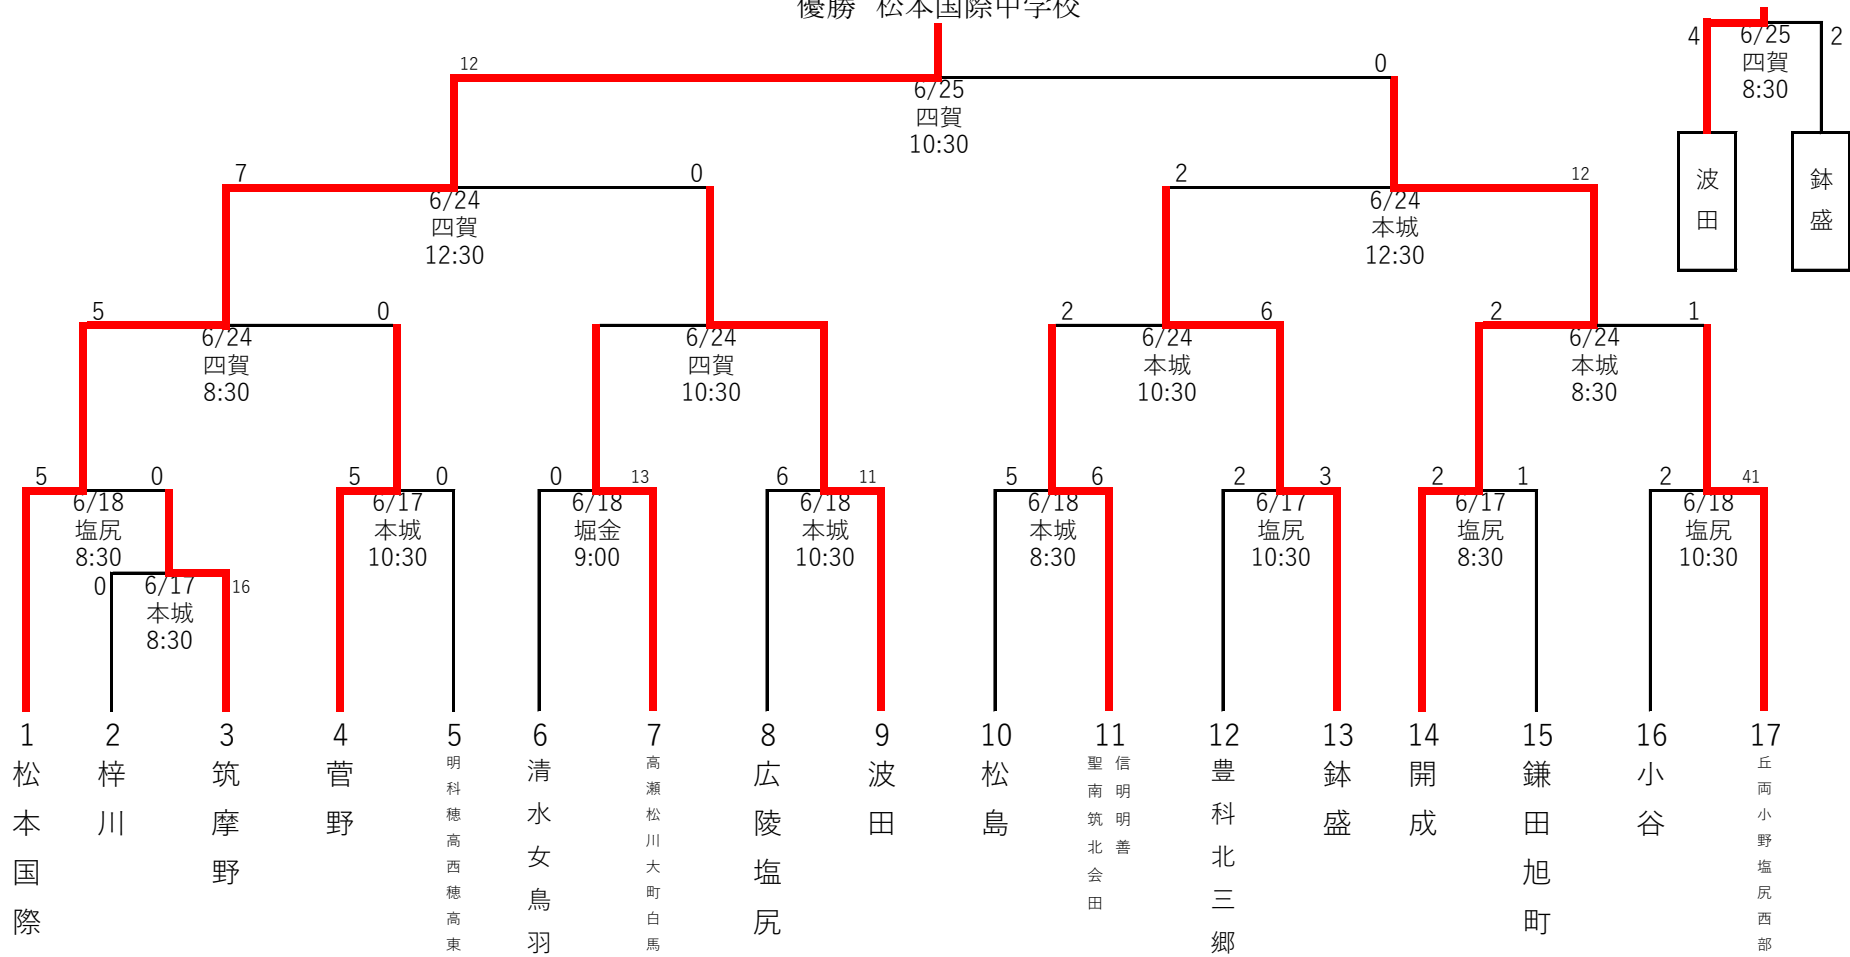 優勝 松本国際中学校
4
6/25
四賀
8:30
2
波田
鉢盛
12
0
6/25
四賀
10:30
7
0
6/24
四賀
12:30
2
12
6/24
本城
12:30
5
0
6/24
四賀
8:30
6/24
四賀
10:30
2
6
6/24
本城
10:30
2
1
6/24
本城
8:30
5
0
6/18
塩尻
8:30
5
0
6/17
本城
10:30
0
13
6/18
堀金
9:00
6
11
6/18
本城
10:30
5
6
6/18
本城
8:30
2
3
6/17
塩尻
10:30
2
1
6/17
塩尻
8:30
2
41
6/18
塩尻
10:30
0
16
6/17
本城
8:30
1
松本国際
2
梓川
3
筑摩野
4
菅野
5
明科穂高西穂高東
6
清水女鳥羽
7
高瀬松川大町白馬
8
広陵塩尻
9
波田
10
松島
11
信明明善
聖南筑北会田
12
豊科北三郷
13
鉢盛
14
開成
15
鎌田旭町
16
小谷
17
丘両小野塩尻西部